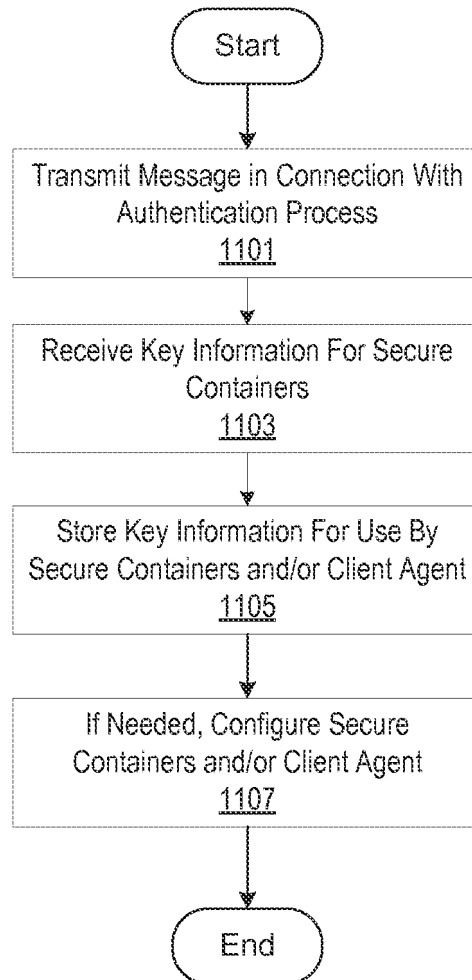 Start
Transmit Message in Connection With
Authentication Process
1101
Receive Key Information For Secure
Containers
1103
Store Key Information For Use By
Secure Containers and/or Client Agent
1105
If Needed, Configure Secure
Containers and/or Client Agent
1107
End